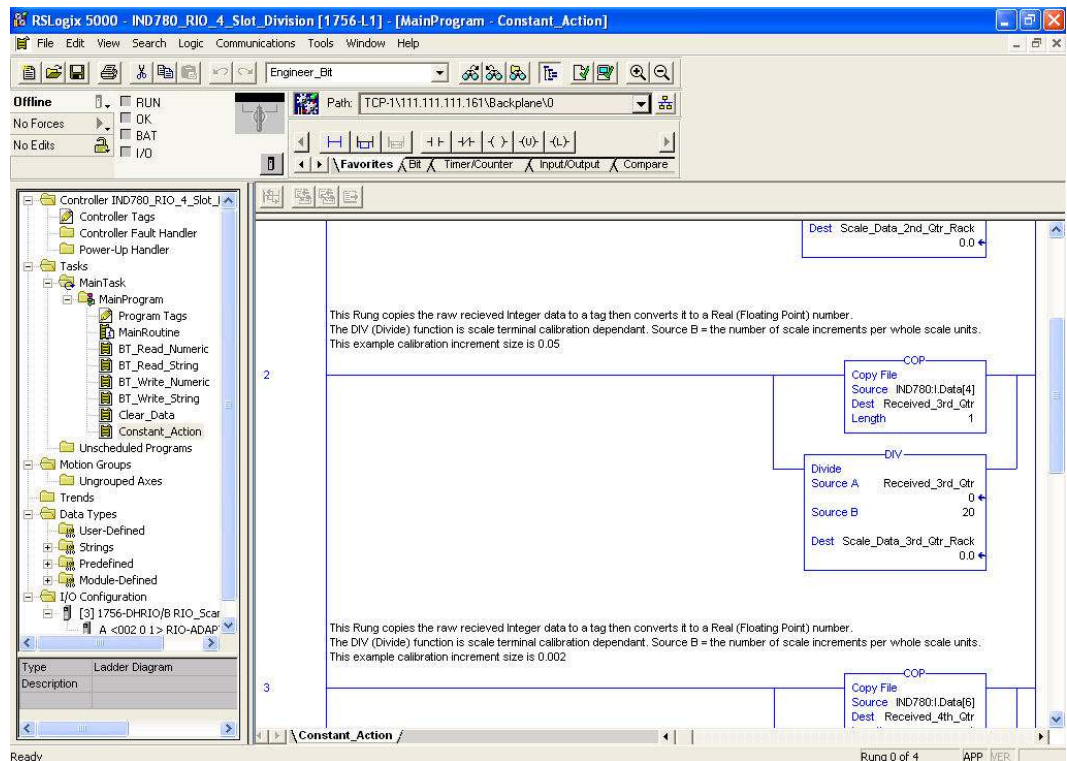 RSLogix 5000 - IND780_RIO_4_Slot_Division [1756-L1] - [MainProgram - Constant_Action]
File Edit View Search Logic Communications Tools Window Help
Engineer_Bit
Offline
RUN
No Forces
OK
No Edits
BAT
I/O
Path: TCP-1\111.111.111.161\Backplane\0
Favorites Bit Timer/Counter Input/Output Compare
Controller IND780_RIO_4_Slot_
Controller Tags
Controller Fault Handler
Power-Up Handler
Tasks
MainTask
MainProgram
Program Tags
MainRoutine
BT_Read_Numeric
BT_Read_String
BT_Write_Numeric
BT_Write_String
Clear_Data
Constant_Action
Unscheduled Programs
Motion Groups
Ungrouped Axes
Trends
Data Types
User-Defined
Strings
Predefined
Module-Defined
I/O Configuration
[3] 1756-DHRIO/B RIO_Scar
A <002 0 1> RIO-ADAP
Type Ladder Diagram
Description
Dest Scale_Data_2nd_Qtr_Rack
0.0
This Rung copies the raw recieved Integer data to a tag then converts it to a Real (Floating Point) number.
The DIV (Divide) function is scale terminal calibration dependant. Source B = the number of scale increments per whole scale units.
This example calibration increment size is 0.05
2
COP
Copy File
Source IND780:I.Data[4]
Dest Received_3rd_Qtr
Length 1
DIV
Divide
Source A Received_3rd_Qtr
0
Source B 20
Dest Scale_Data_3rd_Qtr_Rack
0.0
This Rung copies the raw recieved Integer data to a tag then converts it to a Real (Floating Point) number.
The DIV (Divide) function is scale terminal calibration dependant. Source B = the number of scale increments per whole scale units.
This example calibration increment size is 0.002
3
COP
Copy File
Source IND780:I.Data[6]
Dest Received_4th_Qtr
Constant_Action
Ready
Rung 0 of 4 APP VER